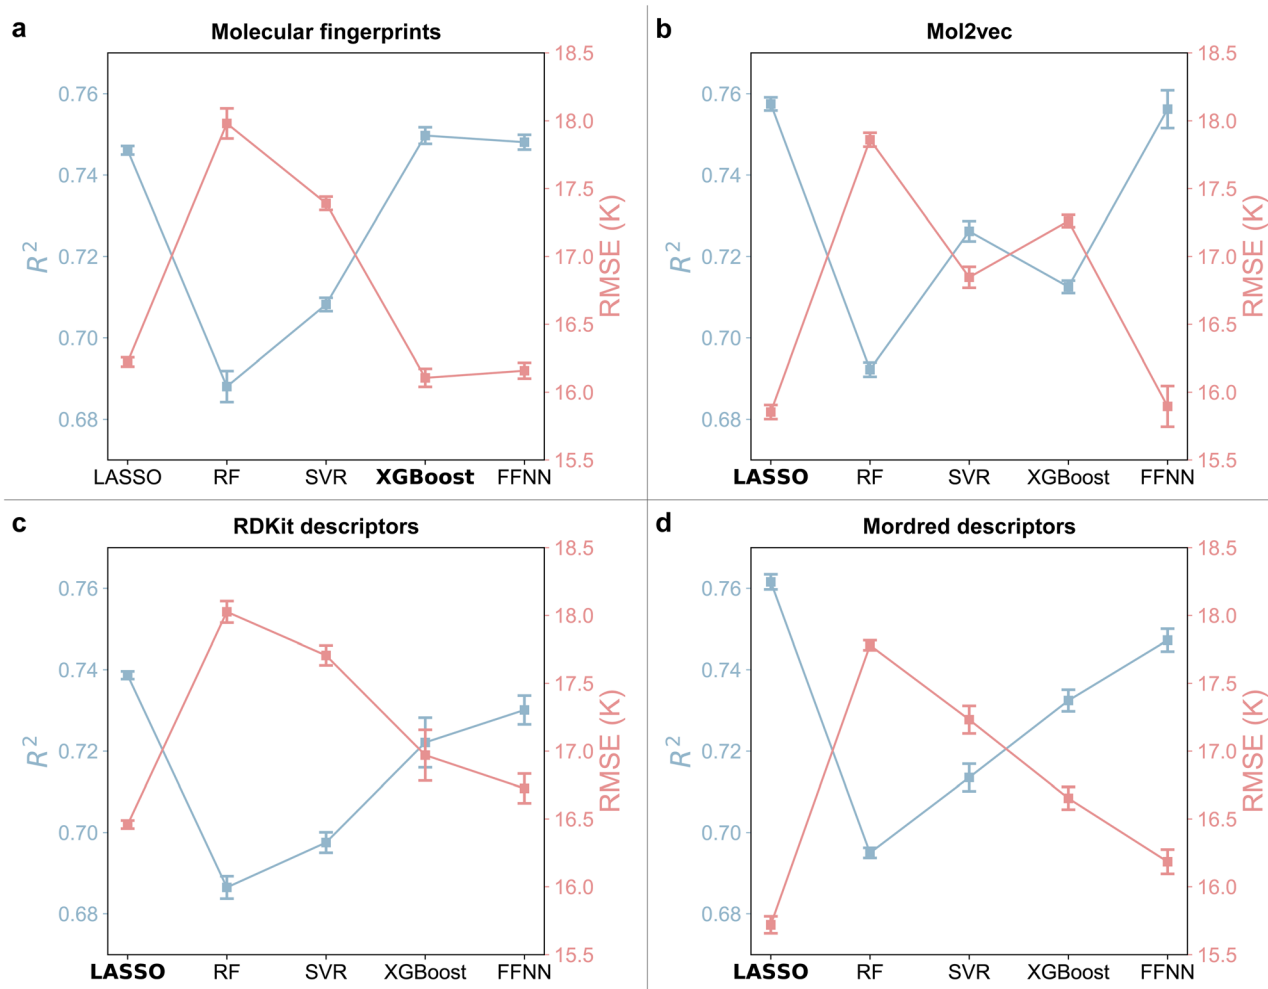 a
Molecular fingerprints
0.76
0.74
0.72
0.70
0.68
R²
18.5
18.0
17.5
17.0
16.5
16.0
15.5
RMSE (K)
LASSO RF SVR XGBoost FFNN
b
Mol2vec
0.76
0.74
0.72
0.70
0.68
R²
18.5
18.0
17.5
17.0
16.5
16.0
15.5
RMSE (K)
LASSO RF SVR XGBoost FFNN
c
RDKit descriptors
0.76
0.74
0.72
0.70
0.68
R²
18.5
18.0
17.5
17.0
16.5
16.0
15.5
RMSE (K)
LASSO RF SVR XGBoost FFNN
d
Mordred descriptors
0.76
0.74
0.72
0.70
0.68
R²
18.5
18.0
17.5
17.0
16.5
16.0
15.5
RMSE (K)
LASSO RF SVR XGBoost FFNN